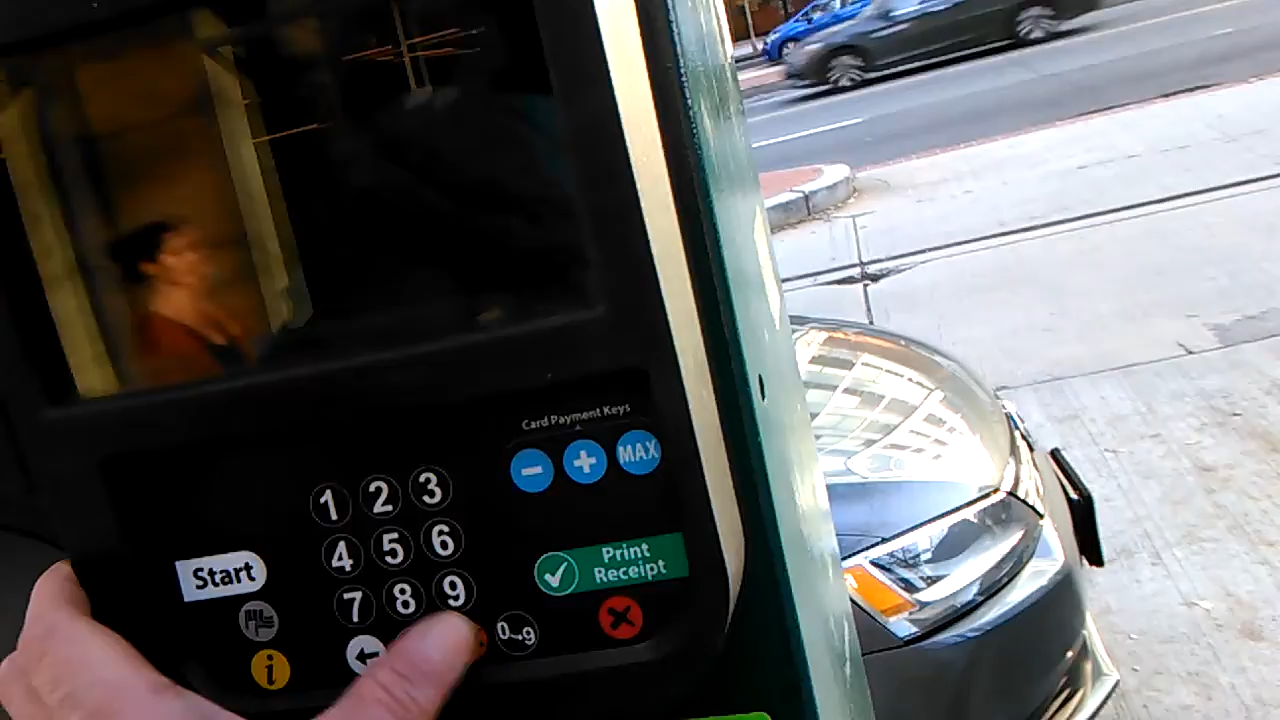 Card Payment Keys
- + MAX
1 2 3
4 5 6
7 8 9
Start
Print
Receipt
0→9
i